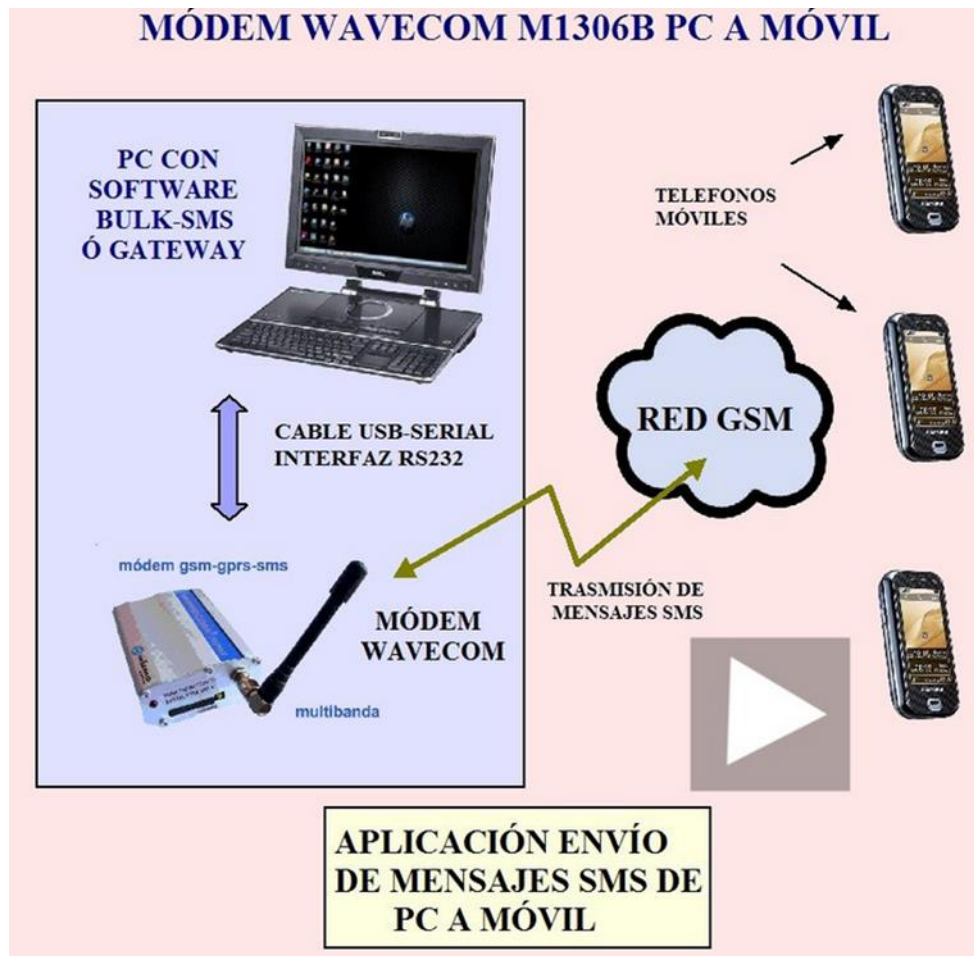 MÓDEM WAVECOM M1306B PC A MÓVIL
PC CON
SOFTWARE
BULK-SMS
Ó GATEWAY
TELEFONOS
MÓVILES
CABLE USB-SERIAL
INTERFAZ RS232
RED GSM
módem gsm-gprs-sms
MÓDEM
WAVECOM
multibanda
TRASMISIÓN DE
MENSAJES SMS
APLICACIÓN ENVÍO
DE MENSAJES SMS DE
PC A MÓVIL